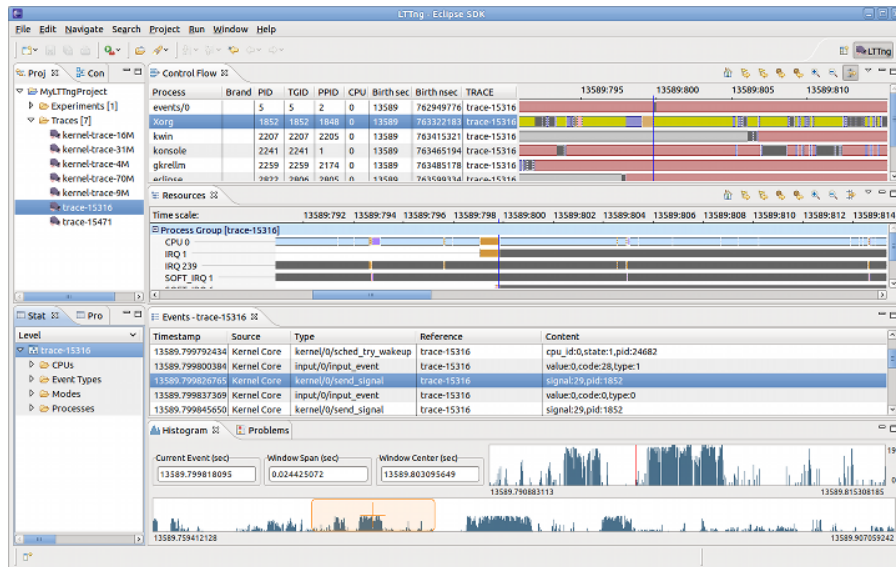 LTTng - Eclipse SDK
File Edit Navigate Search Project Run Window Help
LTTng
Proj Con
MyLTTngProject
Experiments [1]
Traces [7]
kernel-trace-16M
kernel-trace-31M
kernel-trace-4M
kernel-trace-70M
kernel-trace-9M
trace-15316
trace-15471
Control Flow
Process Brand PID TGID PPID CPU Birth sec Birth nsec TRACE 13589:795 13589:800 13589:805 13589:810
events/0 5 5 2 0 13589 762949776 trace-15316
Xorg 1852 1852 1848 0 13589 763322183 trace-15316
kwin 2207 2207 2205 0 13589 763415321 trace-15316
konsole 2241 2241 1 0 13589 763465194 trace-15316
gkrellm 2259 2259 2174 0 13589 763485178 trace-15316
eclipse 2822 2806 2805 0 13589 763599334 trace-15316
Resources
Time scale: 13589:792 13589:794 13589:796 13589:798 13589:800 13589:802 13589:804 13589:806 13589:808 13589:810 13589:812 13589:814
Process Group [trace-15316]
CPU 0
IRQ 1
IRQ 239
SOFT_IRQ 1
Stat Pro
Level
trace-15316
CPUs
Event Types
Modes
Processes
Events - trace-15316
Timestamp Source Type Reference Content
13589.799792434 Kernel Core kernel/0/sched_try_wakeup trace-15316 cpu_id:0,state:1,pid:24682
13589.799800384 Kernel Core input/0/input_event trace-15316 value:0,code:28,type:1
13589.799826765 Kernel Core kernel/0/send_signal trace-15316 signal:29,pid:1852
13589.799837369 Kernel Core input/0/input_event trace-15316 value:0,code:0,type:0
13589.799845650 Kernel Core kernel/0/send_signal trace-15316 signal:29,pid:1852
Histogram Problems
Current Event (sec) Window Span (sec) Window Center (sec)
13589.799818095 0.024425072 13589.803095649
13589.790883113 13589.815308185
13589.759412128 13589.907059242